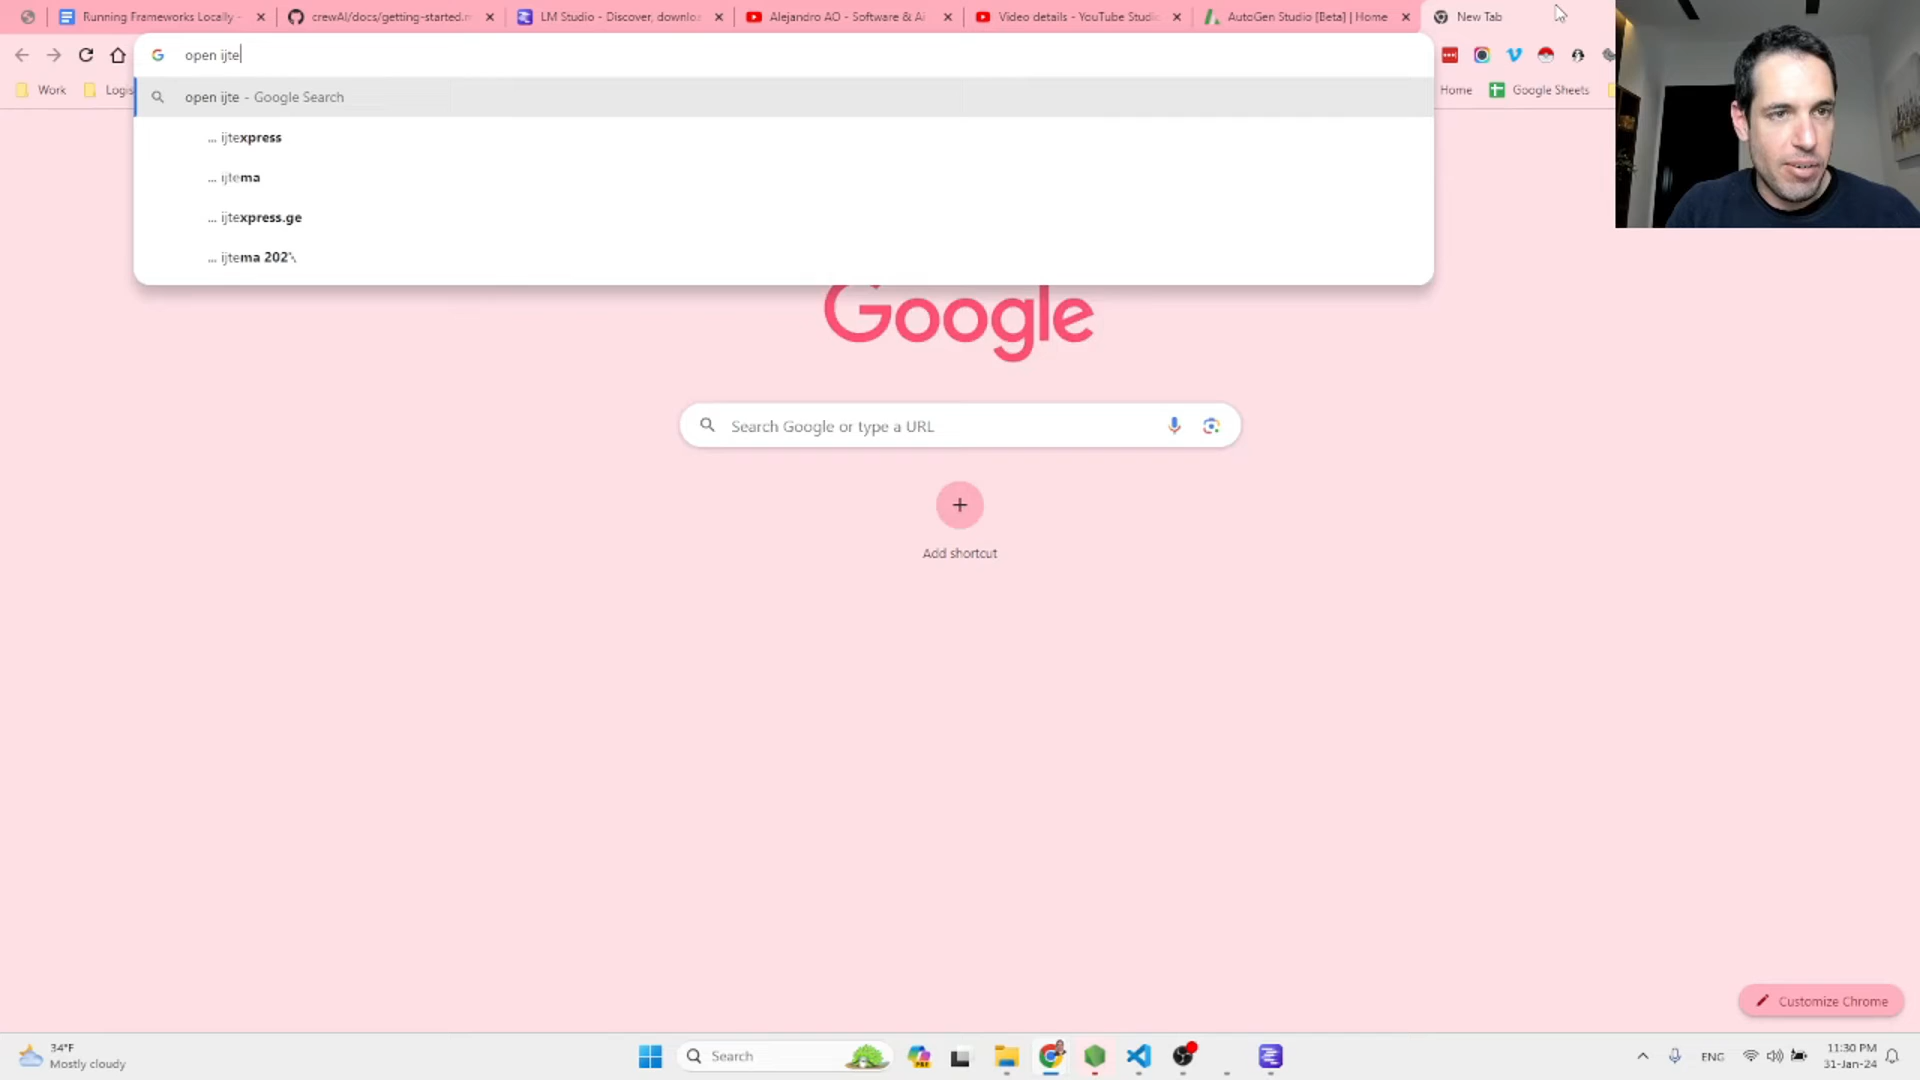 Running Frameworks Locally -
crewAI/docs/getting-started.m
LM Studio - Discover, downloa
Alejandro AO - Software & Ai
Video details - YouTube Studio
AutoGen Studio [Beta] | Home
New Tab
open ijte
Work
Logis
Home
Google Sheets
open ijte - Google Search
... ijtexpress
... ijtema
... ijtexpress.ge
Google
Search Google or type a URL
Add shortcut
Customize Chrome
34°F
Mostly cloudy
Search
ENG
11:30 PM
31-Jan-24